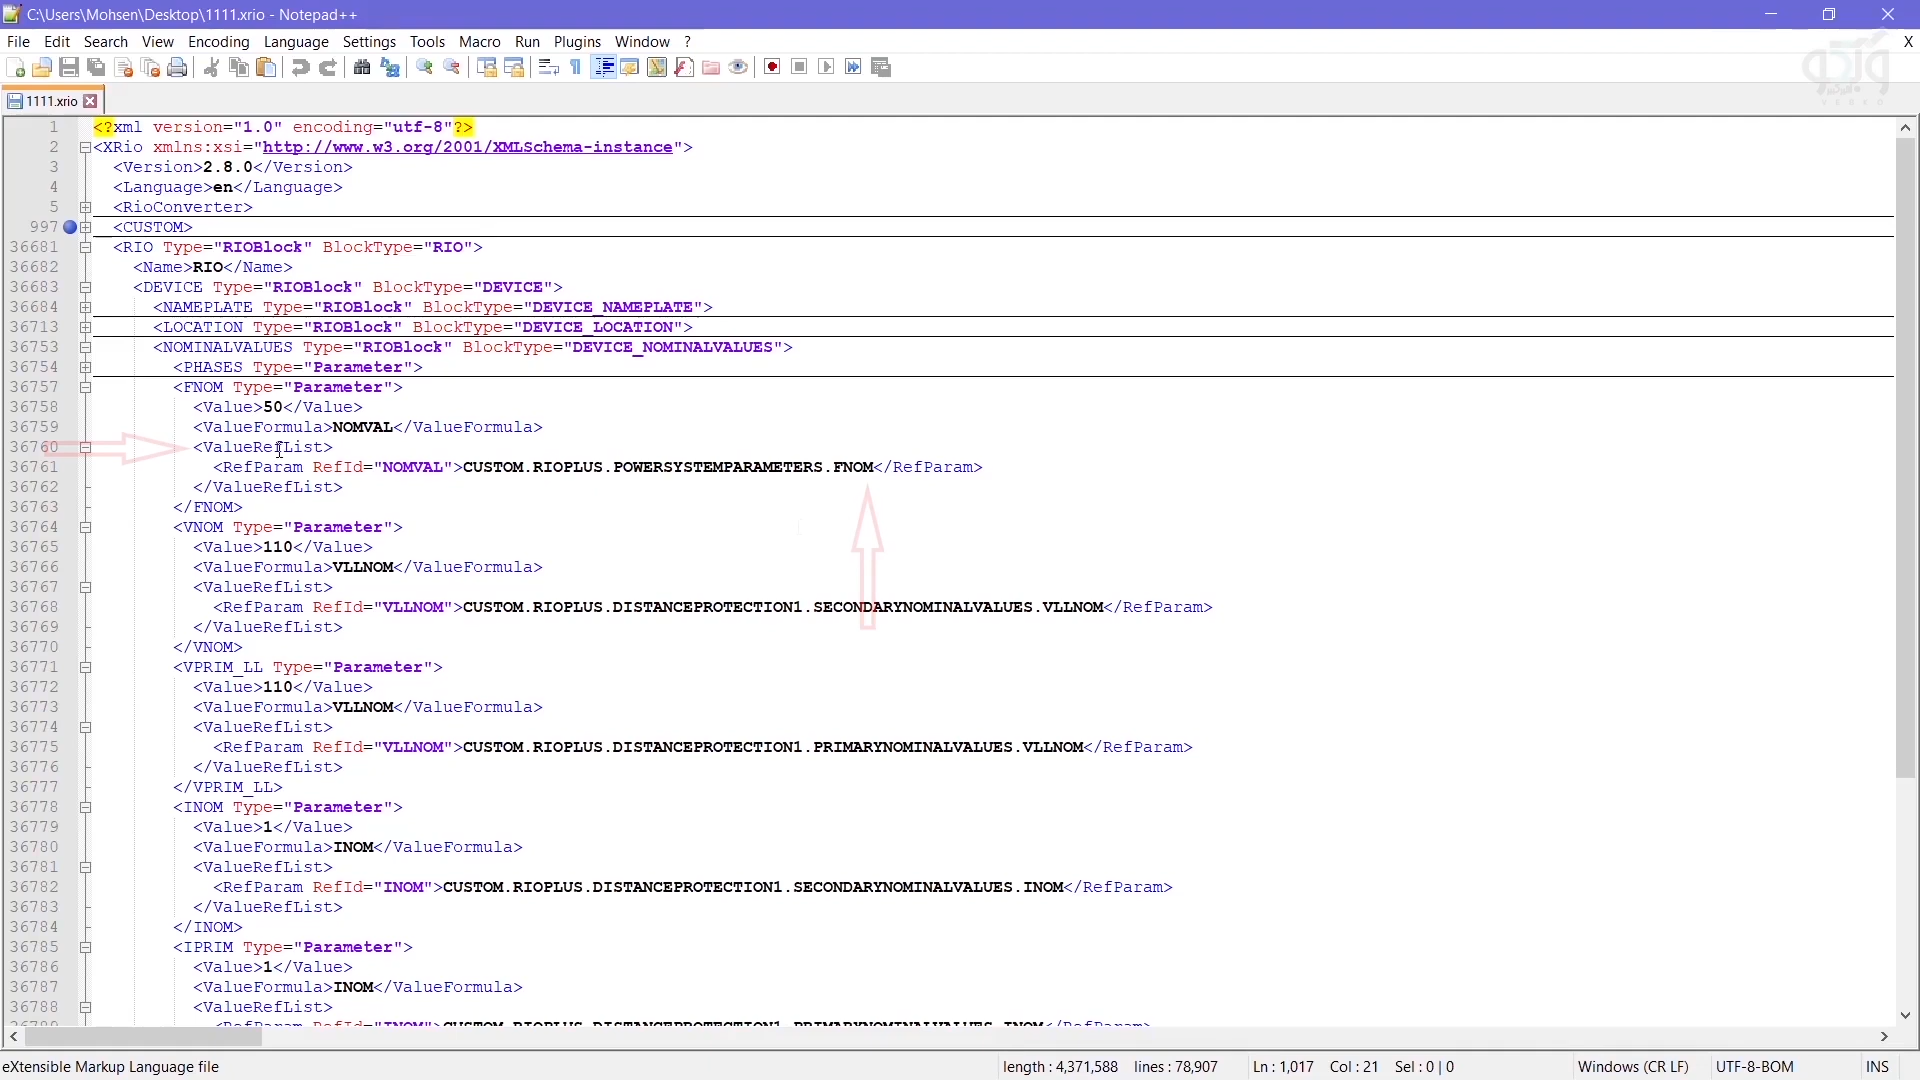 C:\Users\Mohsen\Desktop\1111.xrio - Notepad++
File Edit Search View Encoding Language Settings Tools Macro Run Plugins Window ? X
1111.xrio
1 <?xml version="1.0" encoding="utf-8"?>
2 <XRio xmlns:xsi="http://www.w3.org/2001/XMLSchema-instance">
3 <Version>2.8.0</Version>
4 <Language>en</Language>
5 <RioConverter>
997 <CUSTOM>
36681 <RIO Type="RIOBlock" BlockType="RIO">
36682 <Name>RIO</Name>
36683 <DEVICE Type="RIOBlock" BlockType="DEVICE">
36684 <NAMEPLATE Type="RIOBlock" BlockType="DEVICE_NAMEPLATE">
36713 <LOCATION Type="RIOBlock" BlockType="DEVICE_LOCATION">
36753 <NOMINALVALUES Type="RIOBlock" BlockType="DEVICE_NOMINALVALUES">
36754 <PHASES Type="Parameter">
36757 <FNOM Type="Parameter">
36758 <Value>50</Value>
36759 <ValueFormula>NOMVAL</ValueFormula>
36760 <ValueRefList>
36761 <RefParam RefId="NOMVAL">CUSTOM.RIOPLUS.POWERSYSTEMPARAMETERS.FNOM</RefParam>
36762 </ValueRefList>
36763 </FNOM>
36764 <VNOM Type="Parameter">
36765 <Value>110</Value>
36766 <ValueFormula>VLLNOM</ValueFormula>
36767 <ValueRefList>
36768 <RefParam RefId="VLLNOM">CUSTOM.RIOPLUS.DISTANCEPROTECTION1.SECONDARYNOMINALVALUES.VLLNOM</RefParam>
36769 </ValueRefList>
36770 </VNOM>
36771 <VPRIM_LL Type="Parameter">
36772 <Value>110</Value>
36773 <ValueFormula>VLLNOM</ValueFormula>
36774 <ValueRefList>
36775 <RefParam RefId="VLLNOM">CUSTOM.RIOPLUS.DISTANCEPROTECTION1.PRIMARYNOMINALVALUES.VLLNOM</RefParam>
36776 </ValueRefList>
36777 </VPRIM_LL>
36778 <INOM Type="Parameter">
36779 <Value>1</Value>
36780 <ValueFormula>INOM</ValueFormula>
36781 <ValueRefList>
36782 <RefParam RefId="INOM">CUSTOM.RIOPLUS.DISTANCEPROTECTION1.SECONDARYNOMINALVALUES.INOM</RefParam>
36783 </ValueRefList>
36784 </INOM>
36785 <IPRIM Type="Parameter">
36786 <Value>1</Value>
36787 <ValueFormula>INOM</ValueFormula>
36788 <ValueRefList>
36789 <RefParam RefId="INOM">CUSTOM.RIOPLUS.DISTANCEPROTECTION1.PRIMARYNOMINALVALUES.INOM</RefParam>
eXtensible Markup Language file length : 4,371,588 lines : 78,907 Ln : 1,017 Col : 21 Sel : 0 | 0 Windows (CR LF) UTF-8-BOM INS